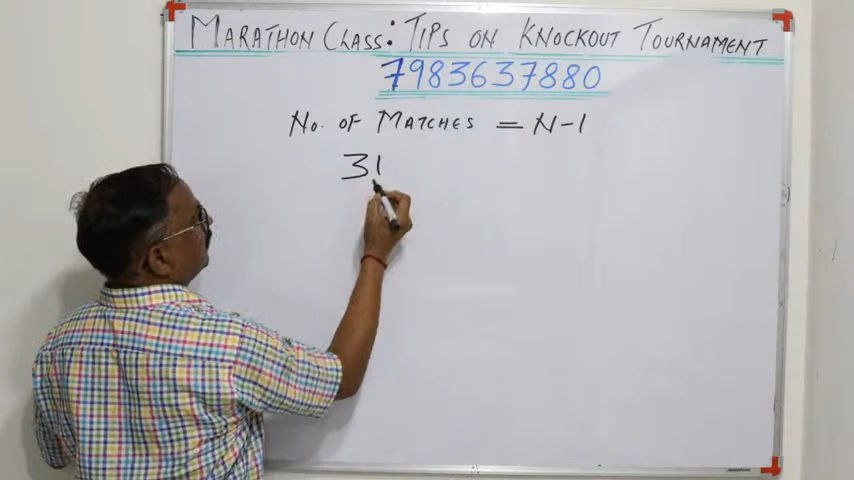 MARATHON CLASS: TIPS ON KNOCKOUT TOURNAMENT
7983637880
NO. OF MATCHES = N-1
31